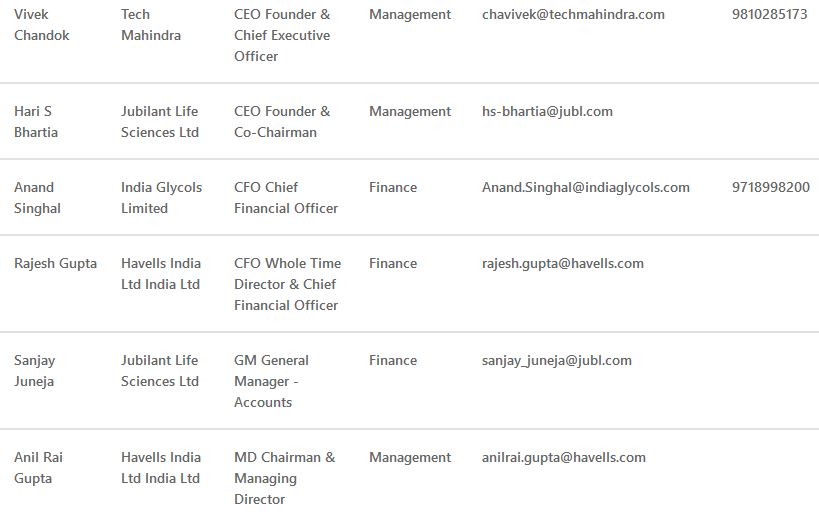 Vivek Tech CEO Founder & Management chavivek@techmahindra.com 9810285173
Chandok Mahindra Chief Executive
Officer
Hari S Jubilant Life CEO Founder & Management hs-bhartia@jubl.com
Bhartia Sciences Ltd Co-Chairman
Anand India Glycols CFO Chief Finance Anand.Singhal@indiaglycols.com 9718998200
Singhal Limited Financial Officer
Rajesh Gupta Havells India CFO Whole Time Finance rajesh.gupta@havells.com
Ltd India Ltd Director & Chief
Financial Officer
Sanjay Jubilant Life GM General Finance sanjay_juneja@jubl.com
Juneja Sciences Ltd Manager -
Accounts
Anil Rai Havells India MD Chairman & Management anilrai.gupta@havells.com
Gupta Ltd India Ltd Managing
Director